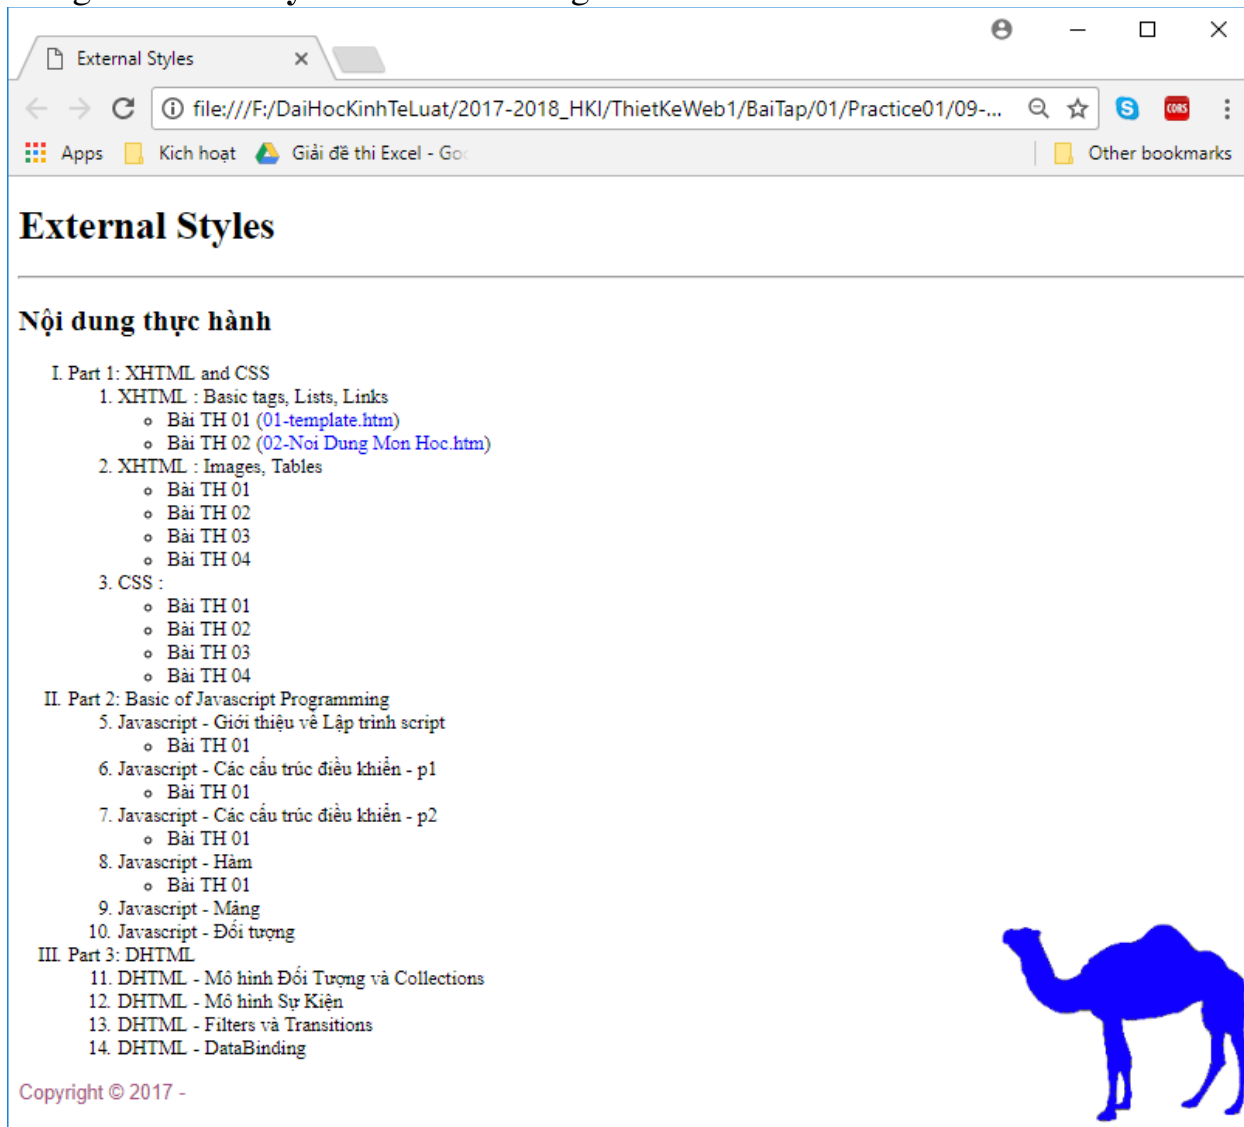 External Styles
file:///F:/DaiHocKinhTeLuat/2017-2018_HKI/ThietKeWeb1/BaiTap/01/Practice01/09-...
S
CORS
Apps
Kich hoạt
Giải đề thi Excel - Goo
Other bookmarks
External Styles
Nội dung thực hành
I. Part 1: XHTML and CSS
1. XHTML : Basic tags, Lists, Links
Bài TH 01 (01-template.htm)
Bài TH 02 (02-Noi Dung Mon Hoc.htm)
2. XHTML : Images, Tables
Bài TH 01
Bài TH 02
Bài TH 03
Bài TH 04
3. CSS :
Bài TH 01
Bài TH 02
Bài TH 03
Bài TH 04
II. Part 2: Basic of Javascript Programming
5. Javascript - Giới thiệu về Lập trình script
Bài TH 01
6. Javascript - Các cấu trúc điều khiển - p1
Bài TH 01
7. Javascript - Các cấu trúc điều khiển - p2
Bài TH 01
8. Javascript - Hàm
Bài TH 01
9. Javascript - Mảng
10. Javascript - Đối tượng
III. Part 3: DHTML
11. DHTML - Mô hình Đối Tượng và Collections
12. DHTML - Mô hình Sự Kiện
13. DHTML - Filters và Transitions
14. DHTML - DataBinding
Copyright © 2017 -